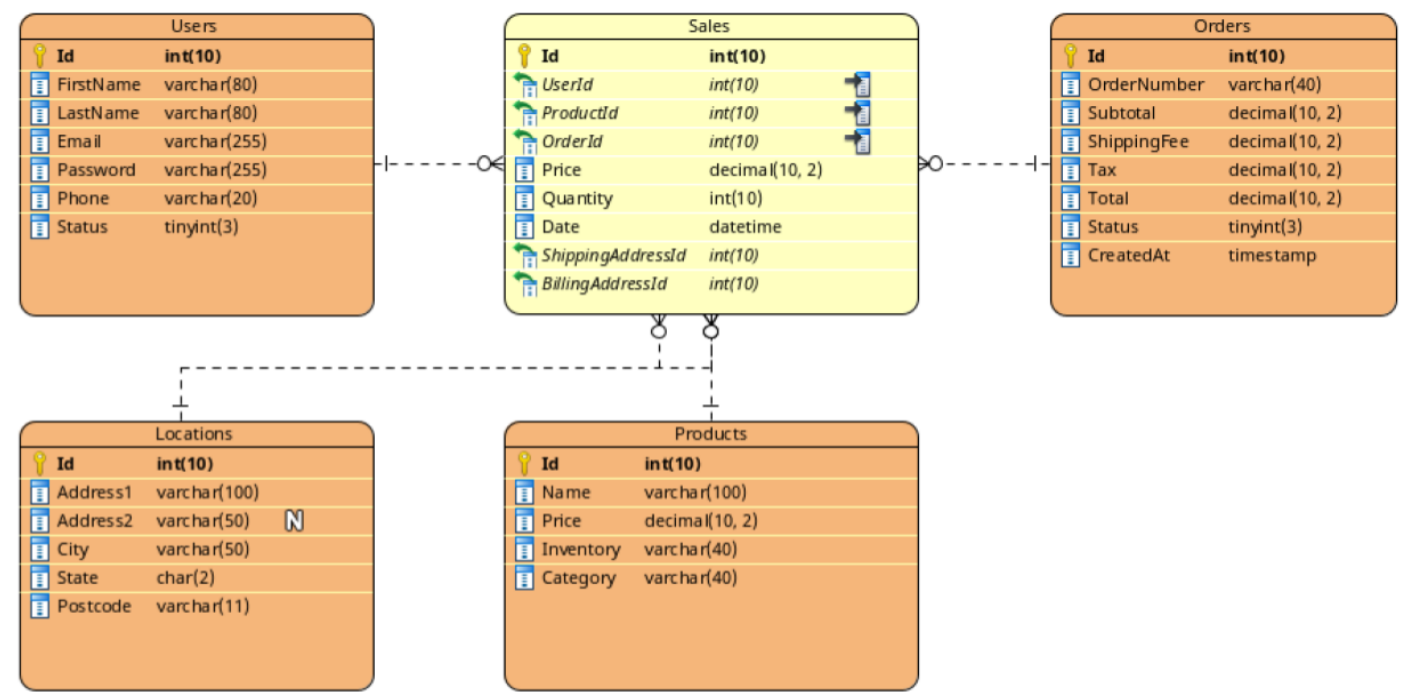 Users
Id int(10)
FirstName varchar(80)
LastName varchar(80)
Email varchar(255)
Password varchar(255)
Phone varchar(20)
Status tinyint(3)
Sales
Id int(10)
UserId int(10)
ProductId int(10)
OrderId int(10)
Price decimal(10, 2)
Quantity int(10)
Date datetime
ShippingAddressId int(10)
BillingAddressId int(10)
Orders
Id int(10)
OrderNumber varchar(40)
Subtotal decimal(10, 2)
ShippingFee decimal(10, 2)
Tax decimal(10, 2)
Total decimal(10, 2)
Status tinyint(3)
CreatedAt timestamp
Locations
Id int(10)
Address1 varchar(100)
Address2 varchar(50) N
City varchar(50)
State char(2)
Postcode varchar(11)
Products
Id int(10)
Name varchar(100)
Price decimal(10, 2)
Inventory varchar(40)
Category varchar(40)